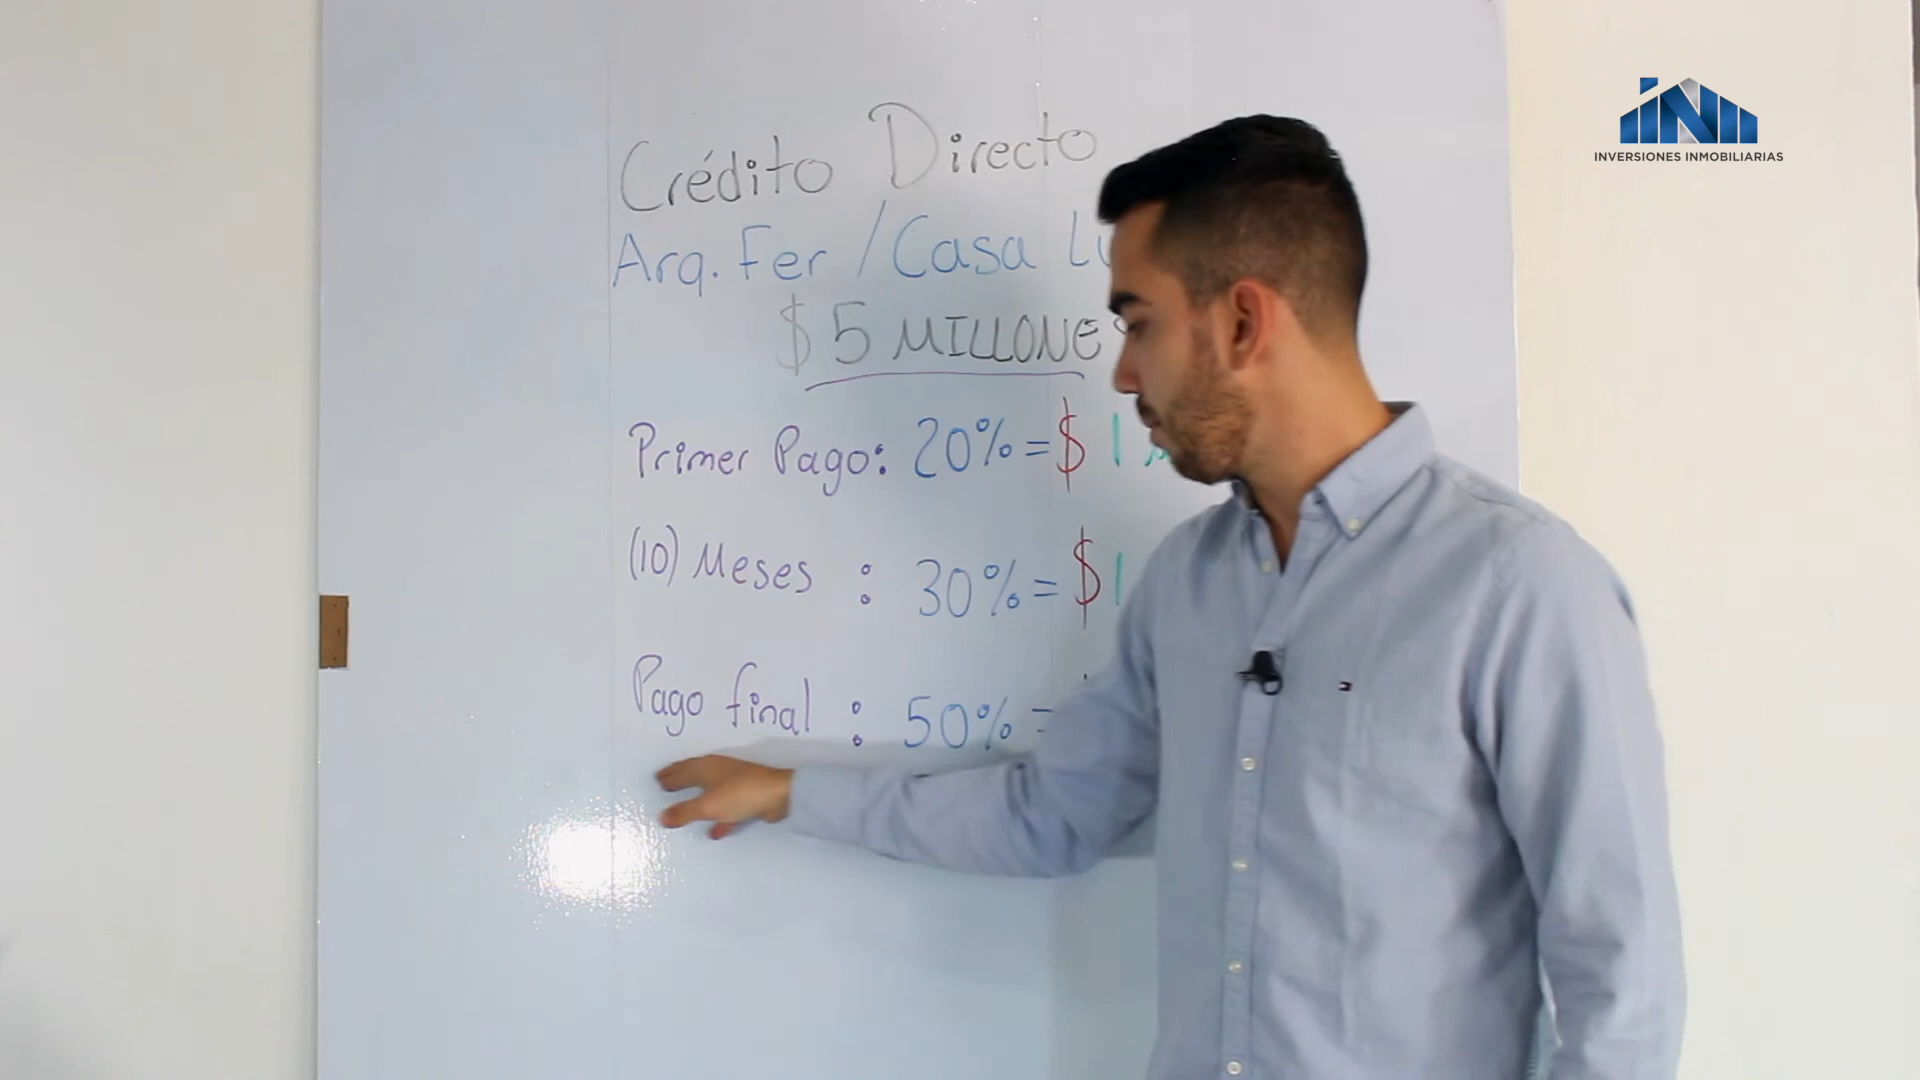 iNI
INVERSIONES INMOBILIARIAS
Crédito Directo
Arq. Fer / Casa
$ 5 MILLONE
Primer Pago: 20% = $ 1
(10) Meses : 30% = $ 1
Pago final : 50% =